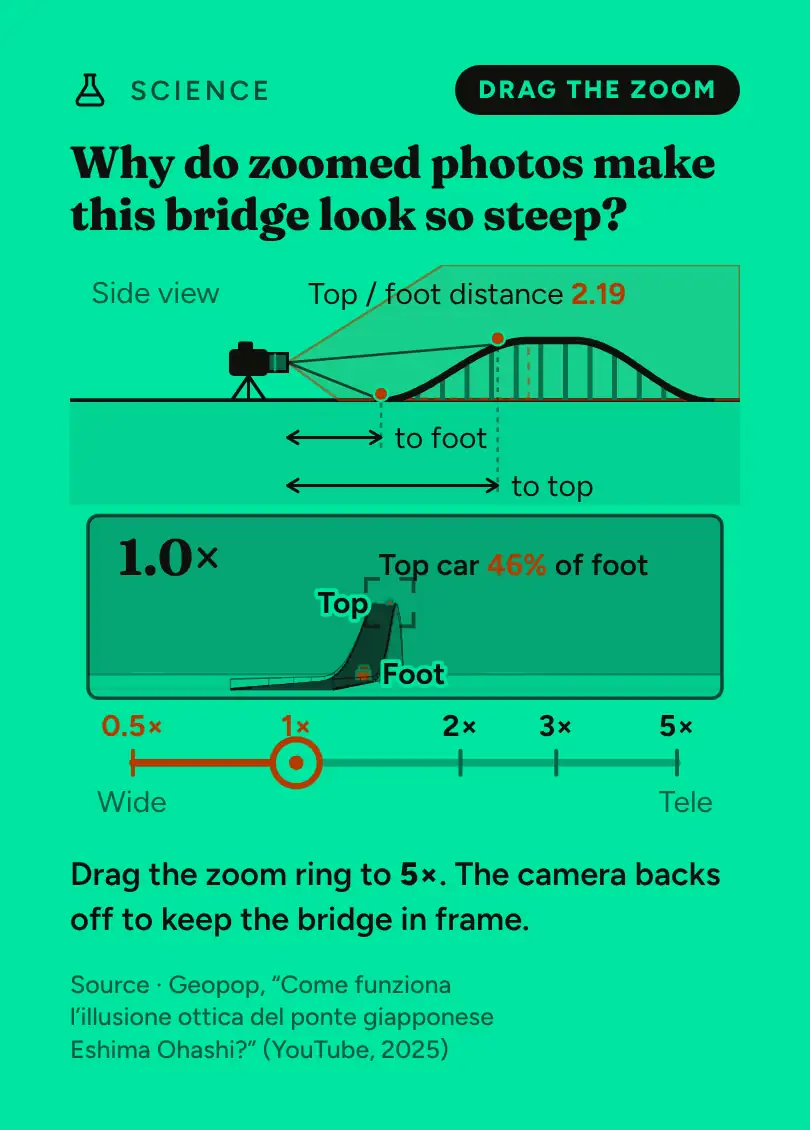 SCIENCE
DRAG THE ZOOM
Why do zoomed photos make
this bridge look so steep?
Side view
Top / foot distance 2.19
to foot
to top
1.0×
Top car 46% of foot
Top
Foot
0.5×
1×
2×
3×
5×
Wide
Tele
Drag the zoom ring to 5×. The camera backs
off to keep the bridge in frame.
Source · Geopop, “Come funziona
l’illusione ottica del ponte giapponese
Eshima Ohashi?” (YouTube, 2025)